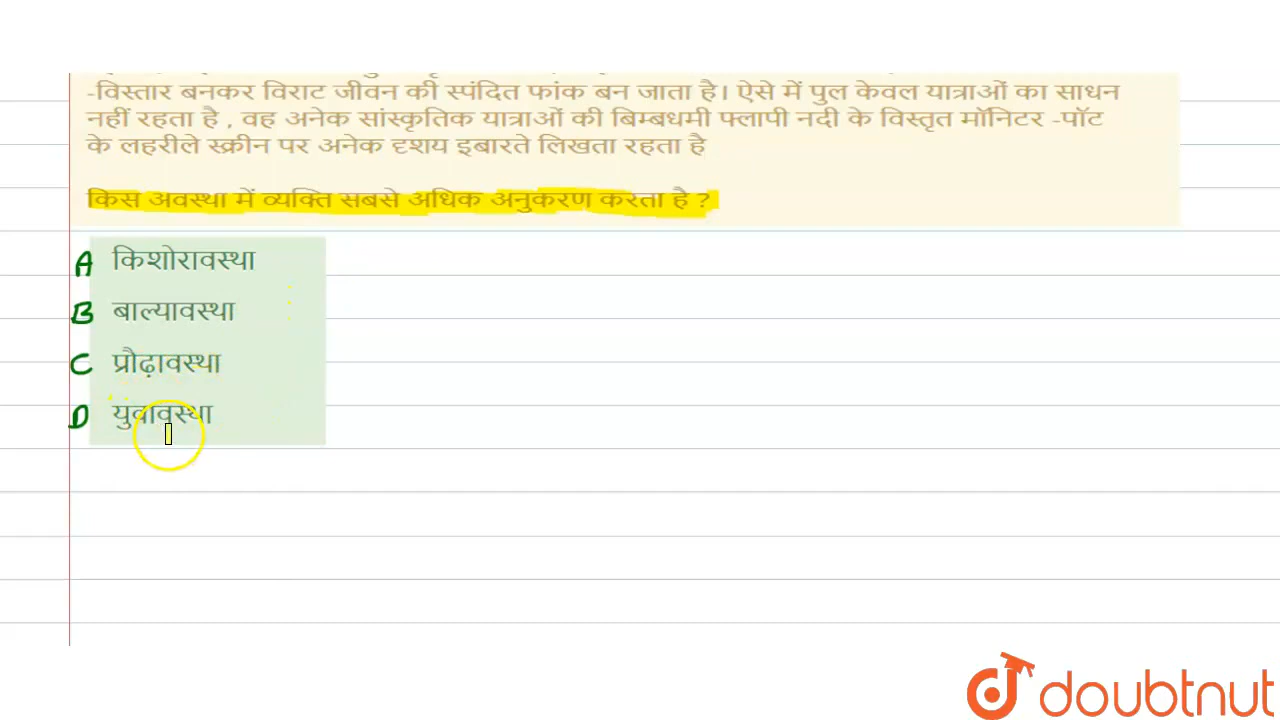 -विस्तार बनकर विराट जीवन की स्पंदित फांक बन जाता है। ऐसे में पुल केवल यात्राओं का साधन
नहीं रहता है , वह अनेक सांस्कृतिक यात्राओं की बिम्बधमी फ्लापी नदी के विस्तृत मॉनिटर -पॉट
के लहरीले स्क्रीन पर अनेक दृशय इबारते लिखता रहता है
किस अवस्था में व्यक्ति सबसे अधिक अनुकरण करता है ?
A किशोरावस्था
B बाल्यावस्था
C प्रौढ़ावस्था
D युवावस्था
doubtnut